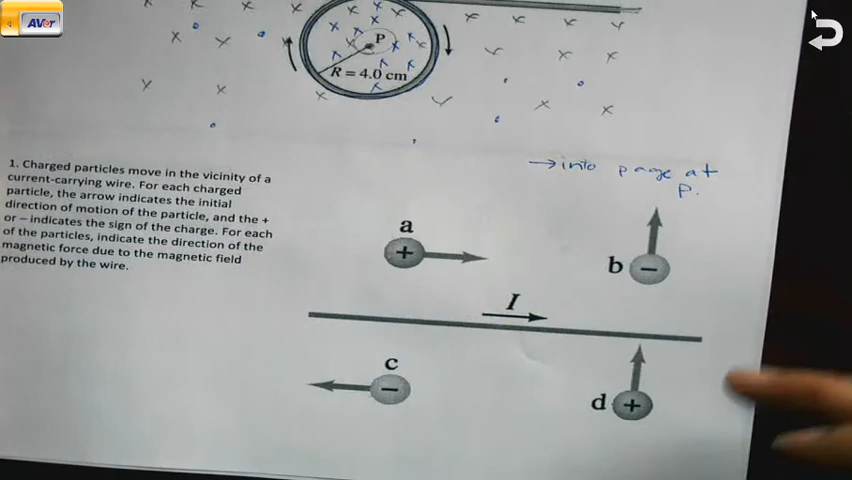 AVer
P
R = 4.0 cm
→ into page at
P.
1. Charged particles move in the vicinity of a
current-carrying wire. For each charged
particle, the arrow indicates the initial
direction of motion of the particle, and the +
or – indicates the sign of the charge. For each
of the particles, indicate the direction of the
magnetic force due to the magnetic field
produced by the wire.
a
+
b
–
I
c
–
d
+